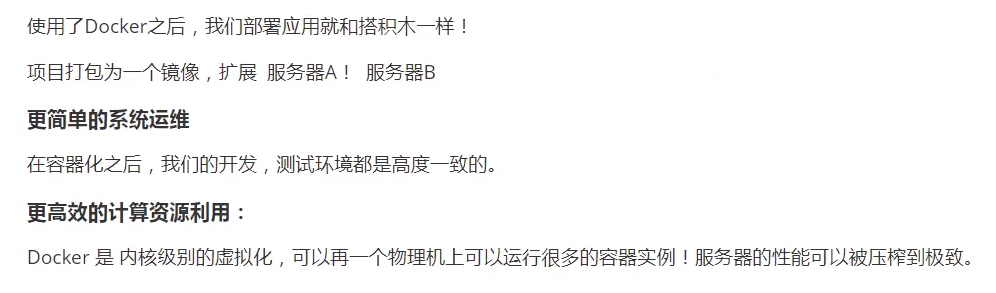 使用了Docker之后，我们部署应用就和搭积木一样！
项目打包为一个镜像，扩展 服务器A！ 服务器B
更简单的系统运维
在容器化之后，我们的开发，测试环境都是高度一致的。
更高效的计算资源利用：
Docker 是 内核级别的虚拟化，可以再一个物理机上可以运行很多的容器实例！服务器的性能可以被压榨到极致。